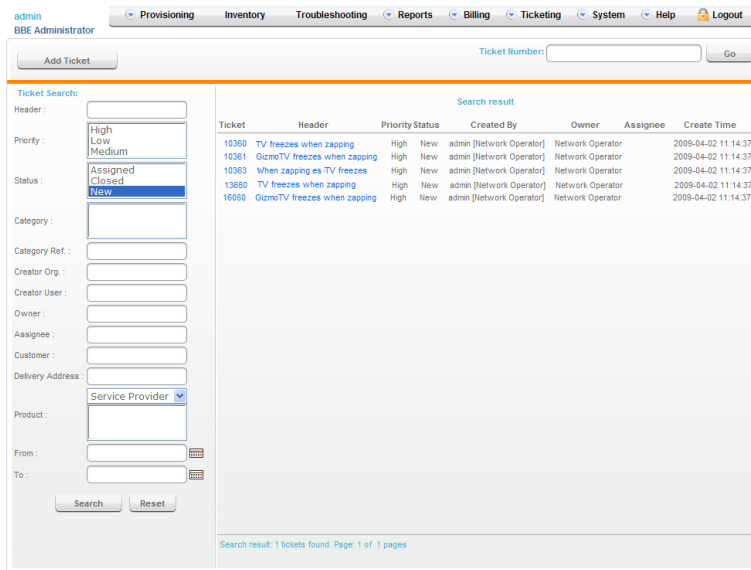 admin
BBE Administrator
Provisioning Inventory Troubleshooting Reports Billing Ticketing System Help Logout
Add Ticket
Ticket Number: Go
Ticket Search:
Header :
Priority :
High
Low
Medium
Status :
Assigned
Closed
New
Category :
Category Ref. :
Creator Org. :
Creator User :
Owner :
Assignee :
Customer :
Delivery Address :
Service Provider
Product :
From :
To :
Search Reset
Search result
Ticket Header Priority Status Created By Owner Assignee Create Time
10360 TV freezes when zapping High New admin [Network Operator] Network Operator 2009-04-02 11:14:37
10361 GizmoTV freezes when zapping High New admin [Network Operator] Network Operator 2009-04-02 11:14:37
10363 When zapping es TV freezes High New admin [Network Operator] Network Operator 2009-04-02 11:14:37
13660 TV freezes when zapping High New admin [Network Operator] Network Operator 2009-04-02 11:14:37
16080 GizmoTV freezes when zapping High New admin [Network Operator] Network Operator 2009-04-02 11:14:37
Search result: 1 tickets found. Page: 1 of 1 pages